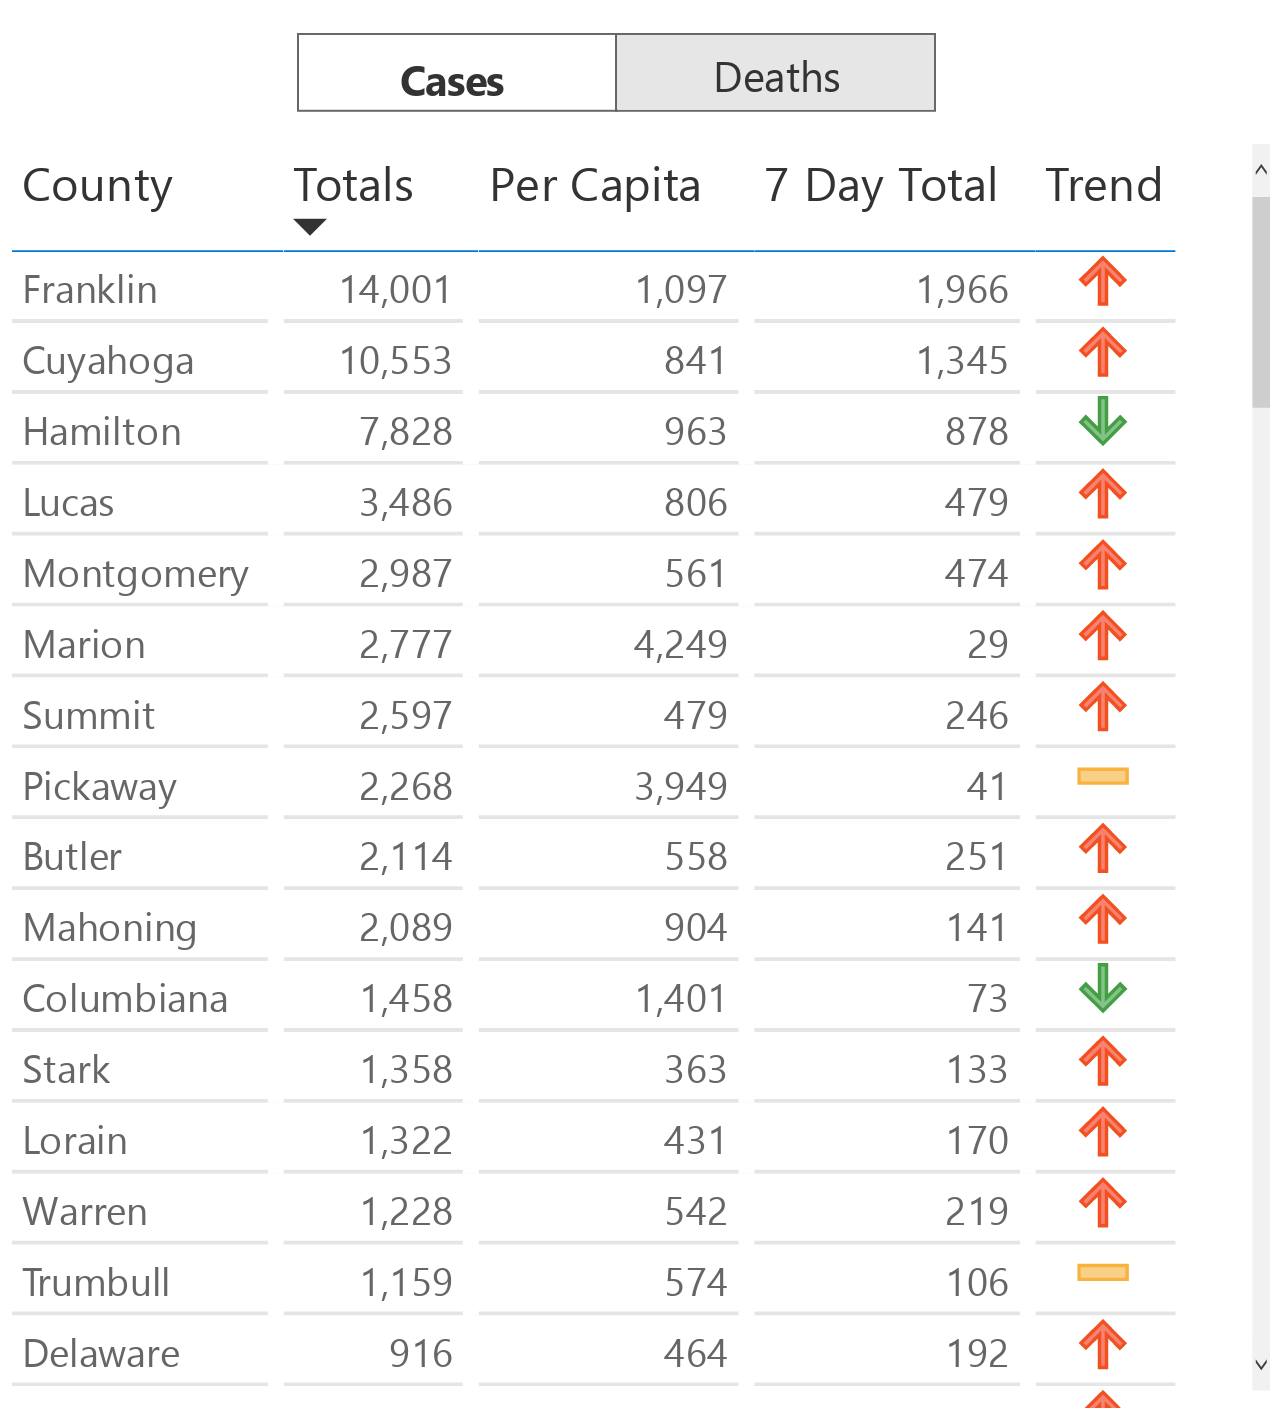 Cases Deaths
County Totals Per Capita 7 Day Total Trend
Franklin 14,001 1,097 1,966
Cuyahoga 10,553 841 1,345
Hamilton 7,828 963 878
Lucas 3,486 806 479
Montgomery 2,987 561 474
Marion 2,777 4,249 29
Summit 2,597 479 246
Pickaway 2,268 3,949 41
Butler 2,114 558 251
Mahoning 2,089 904 141
Columbiana 1,458 1,401 73
Stark 1,358 363 133
Lorain 1,322 431 170
Warren 1,228 542 219
Trumbull 1,159 574 106
Delaware 916 464 192